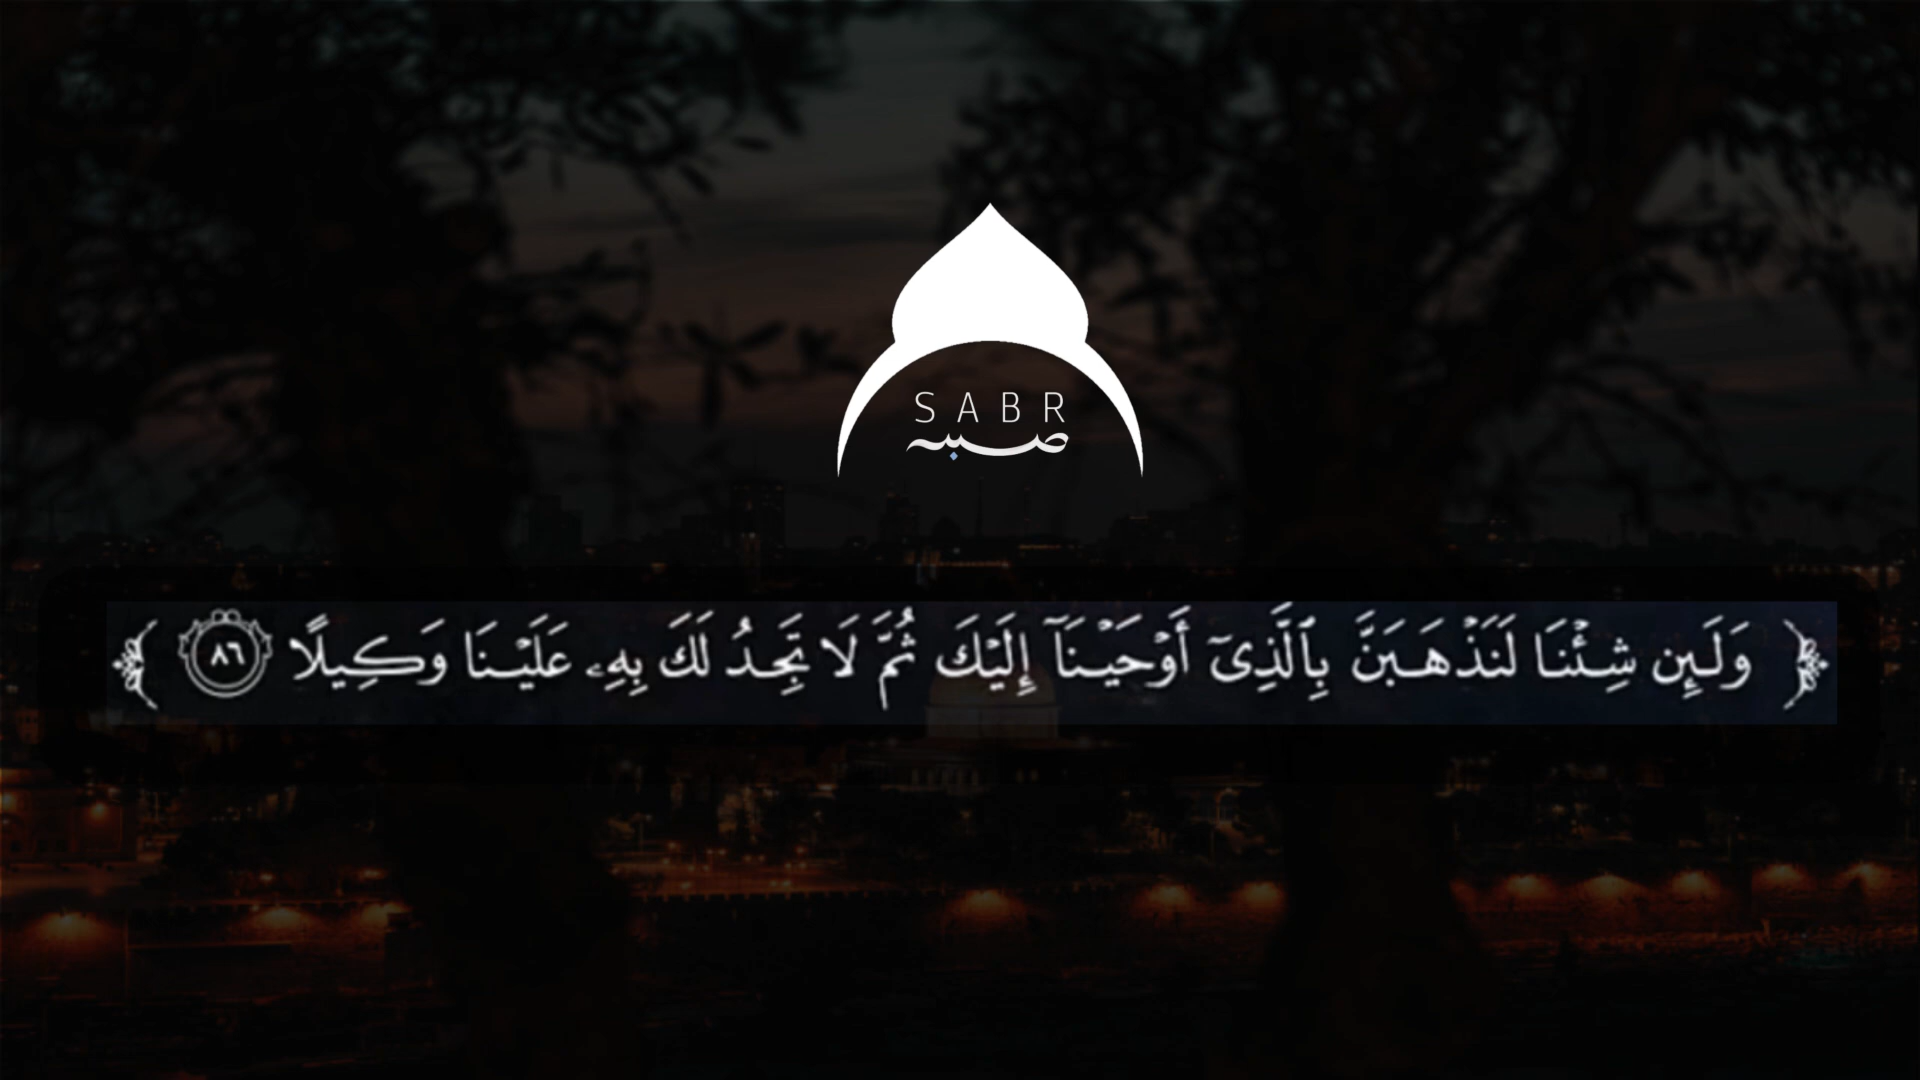 SABR
صبر
﴿ وَلَئِن شِئْنَا لَنَذْهَبَنَّ بِٱلَّذِىٓ أَوْحَيْنَآ إِلَيْكَ ثُمَّ لَا تَجِدُ لَكَ بِهِۦ عَلَيْنَا وَكِيلًا ٨٦ ﴾